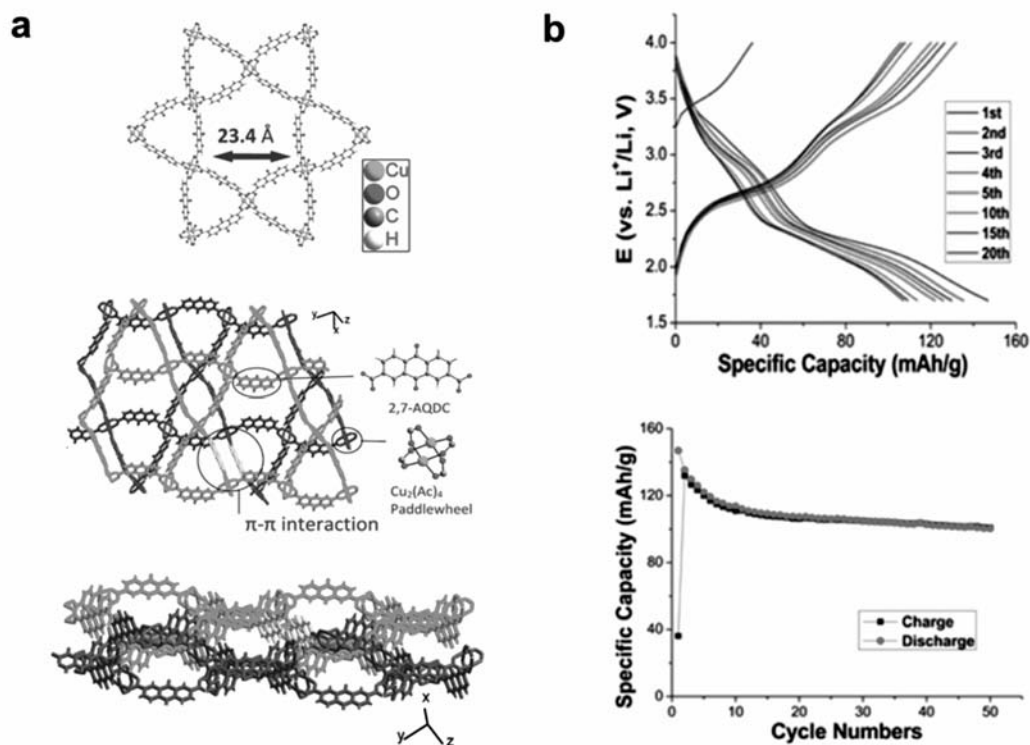 a
23.4 Å
Cu
O
C
H
y
x
z
2,7-AQDC
Cu₂(Ac)₄
Paddlewheel
π-π interaction
x
y
z
b
E (vs. Li⁺/Li, V)
4.0
3.5
3.0
2.5
2.0
1.5
1st
2nd
3rd
4th
5th
10th
15th
20th
0 40 80 120 160
Specific Capacity (mAh/g)
Specific Capacity (mAh/g)
160
120
80
40
0
Charge
Discharge
0 10 20 30 40 50
Cycle Numbers